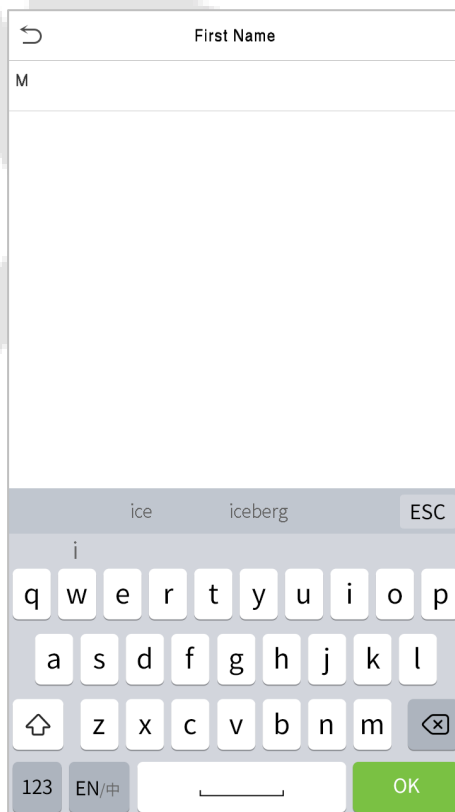 First Name
M
ice iceberg ESC
i
q w e r t y u i o p
a s d f g h j k l
z x c v b n m
123 EN/中 OK